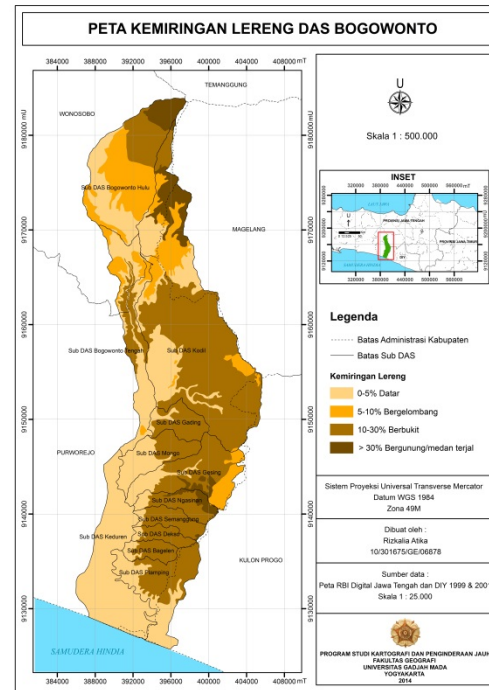 PETA KEMIRINGAN LERENG DAS BOGOWONTO
384000 388000 392000 396000 400000 404000 mT
TEMANGGUNG
WONOSOBO
9180000 mU
Sub DAS Bogowonto Hulu
9170000
MAGELANG
9160000
Sub DAS Bogowonto Tengah
Sub DAS Kodil
9150000
Sub DAS Gading
PURWOREJO
Sub DAS Mongo
Sub DAS Gesing
Sub DAS Ngasinan
9140000
Sub DAS Semanggung
Sub DAS Keduren
Sub DAS Dekso
Sub DAS Bagelen
KULON PROGO
Sub DAS Plamping
9130000
SAMUDERA HINDIA
384000 388000 392000 396000 400000 404000 mT
U
Skala 1 : 500.000
INSET
320000 380000 440000 500000 560000 mT
U
PROVINSI JAWA TENGAH
PROVINSI JAWA TIMUR
DIY
Legenda
Batas Administrasi Kabupaten
Batas Sub DAS
Kemiringan Lereng
0-5% Datar
5-10% Bergelombang
10-30% Berbukit
> 30% Bergunung/medan terjal
Sistem Proyeksi Universal Transverse Mercator
Datum WGS 1984
Zona 49M
Dibuat oleh :
Rizkalia Atika
10/301675/GE/06878
Sumber data :
Peta RBI Digital Jawa Tengah dan DIY 1999 & 200
Skala 1 : 25.000
PROGRAM STUDI KARTOGRAFI DAN PENGINDERAAN JAUH
FAKULTAS GEOGRAFI
UNIVERSITAS GADJAH MADA
YOGYAKARTA
2014